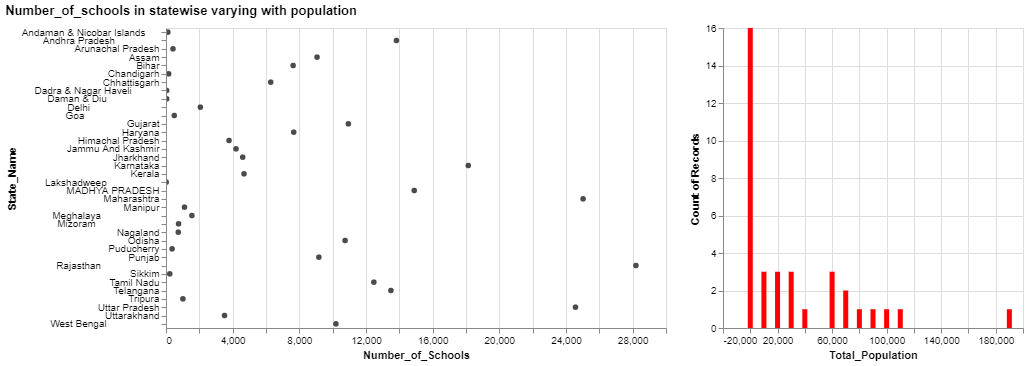 Number_of_schools in statewise varying with population
State_Name
Andaman & Nicobar Islands
Andhra Pradesh
Arunachal Pradesh
Assam
Bihar
Chandigarh
Chhattisgarh
Dadra & Nagar Haveli
Daman & Diu
Delhi
Goa
Gujarat
Haryana
Himachal Pradesh
Jammu And Kashmir
Jharkhand
Karnataka
Kerala
Lakshadweep
MADHYA PRADESH
Maharashtra
Manipur
Meghalaya
Mizoram
Nagaland
Odisha
Puducherry
Punjab
Rajasthan
Sikkim
Tamil Nadu
Telangana
Tripura
Uttar Pradesh
Uttarakhand
West Bengal
0 4,000 8,000 12,000 16,000 20,000 24,000 28,000
Number_of_Schools
Count of Records
16
14
12
10
8
6
4
2
0
-20,000 20,000 60,000 100,000 140,000 180,000
Total_Population